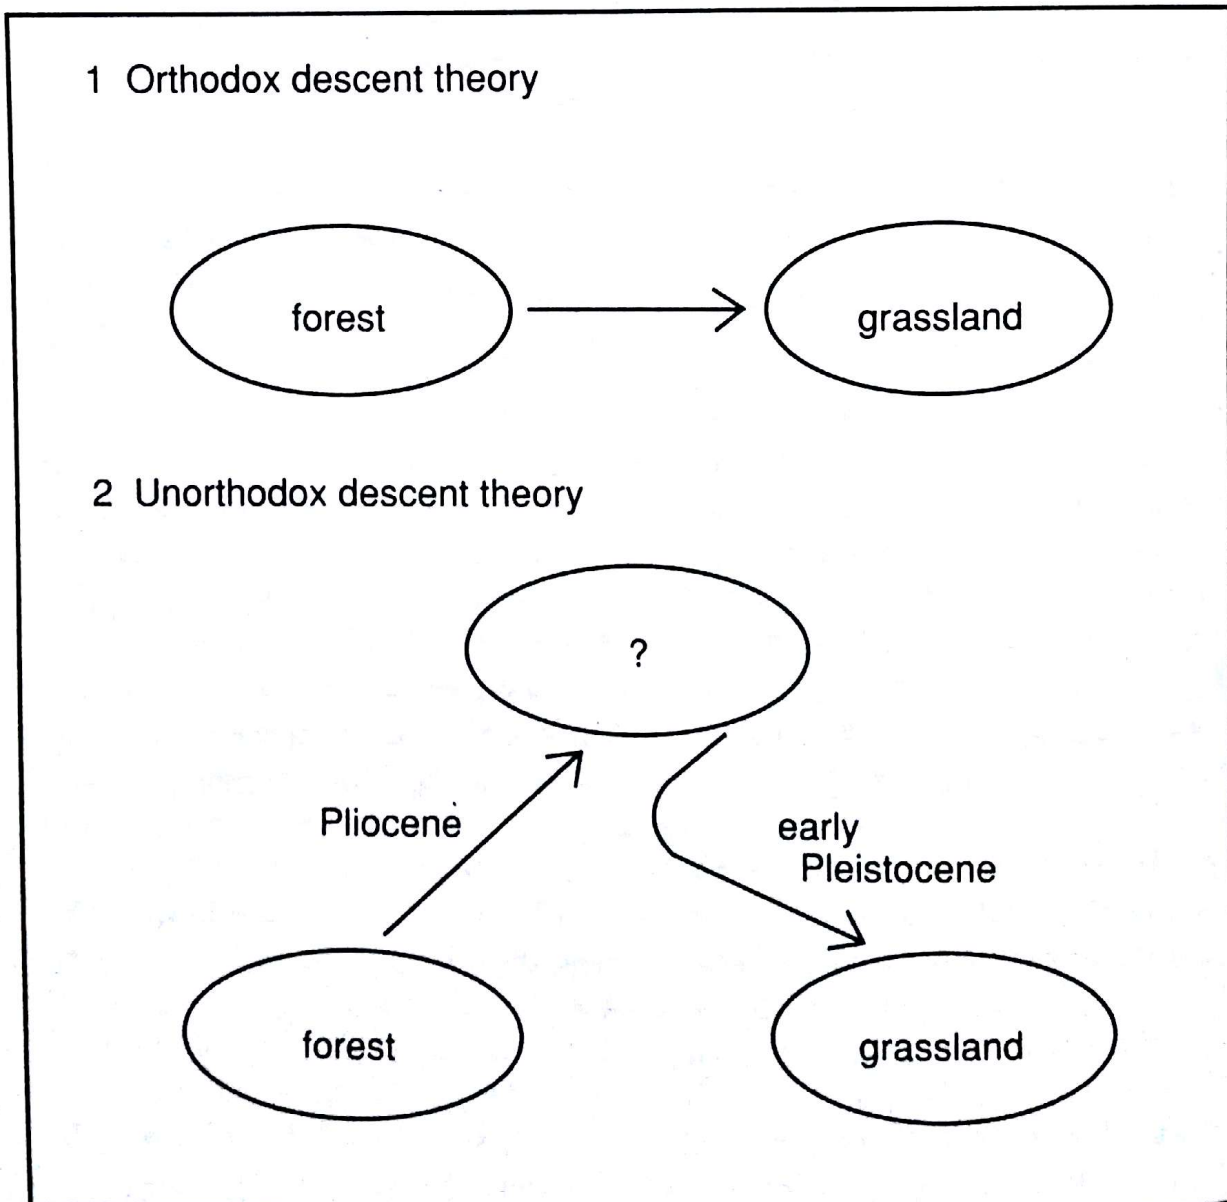 1 Orthodox descent theory
forest
grassland
2 Unorthodox descent theory
?
Pliocene
early
Pleistocene
forest
grassland